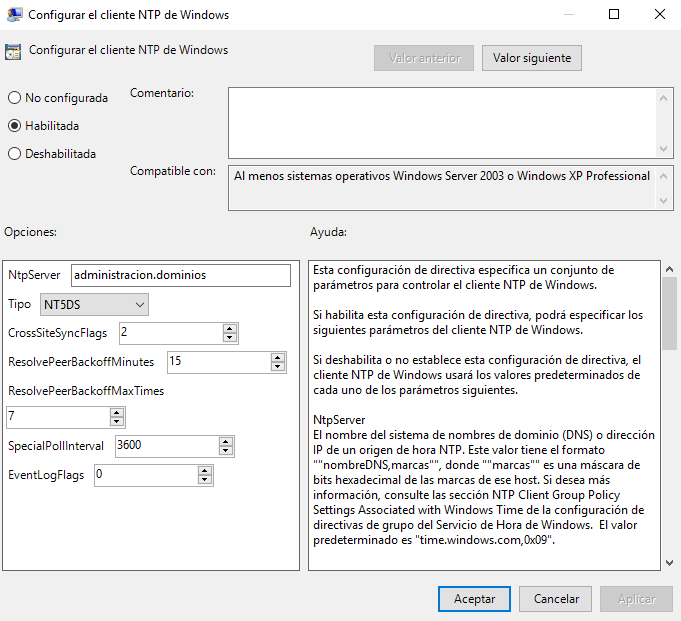 Configurar el cliente NTP de Windows
Configurar el cliente NTP de Windows
Valor anterior
Valor siguiente
No configurada
Habilitada
Deshabilitada
Comentario:
Compatible con:
Al menos sistemas operativos Windows Server 2003 o Windows XP Professional
Opciones:
Ayuda:
NtpServer
administracion.dominios
Tipo
NT5DS
CrossSiteSyncFlags
2
ResolvePeerBackoffMinutes
15
ResolvePeerBackoffMaxTimes
7
SpecialPollInterval
3600
EventLogFlags
0
Esta configuración de directiva especifica un conjunto de
parámetros para controlar el cliente NTP de Windows.
Si habilita esta configuración de directiva, podrá especificar los
siguientes parámetros del cliente NTP de Windows.
Si deshabilita o no establece esta configuración de directiva, el
cliente NTP de Windows usará los valores predeterminados de
cada uno de los parámetros siguientes.
NtpServer
El nombre del sistema de nombres de dominio (DNS) o dirección
IP de un origen de hora NTP. Este valor tiene el formato
""nombreDNS,marcas"", donde ""marcas"" es una máscara de
bits hexadecimal de las marcas de ese host. Si desea más
información, consulte las sección NTP Client Group Policy
Settings Associated with Windows Time de la configuración de
directivas de grupo del Servicio de Hora de Windows.  El valor
predeterminado es "time.windows.com,0x09".
Aceptar
Cancelar
Aplicar